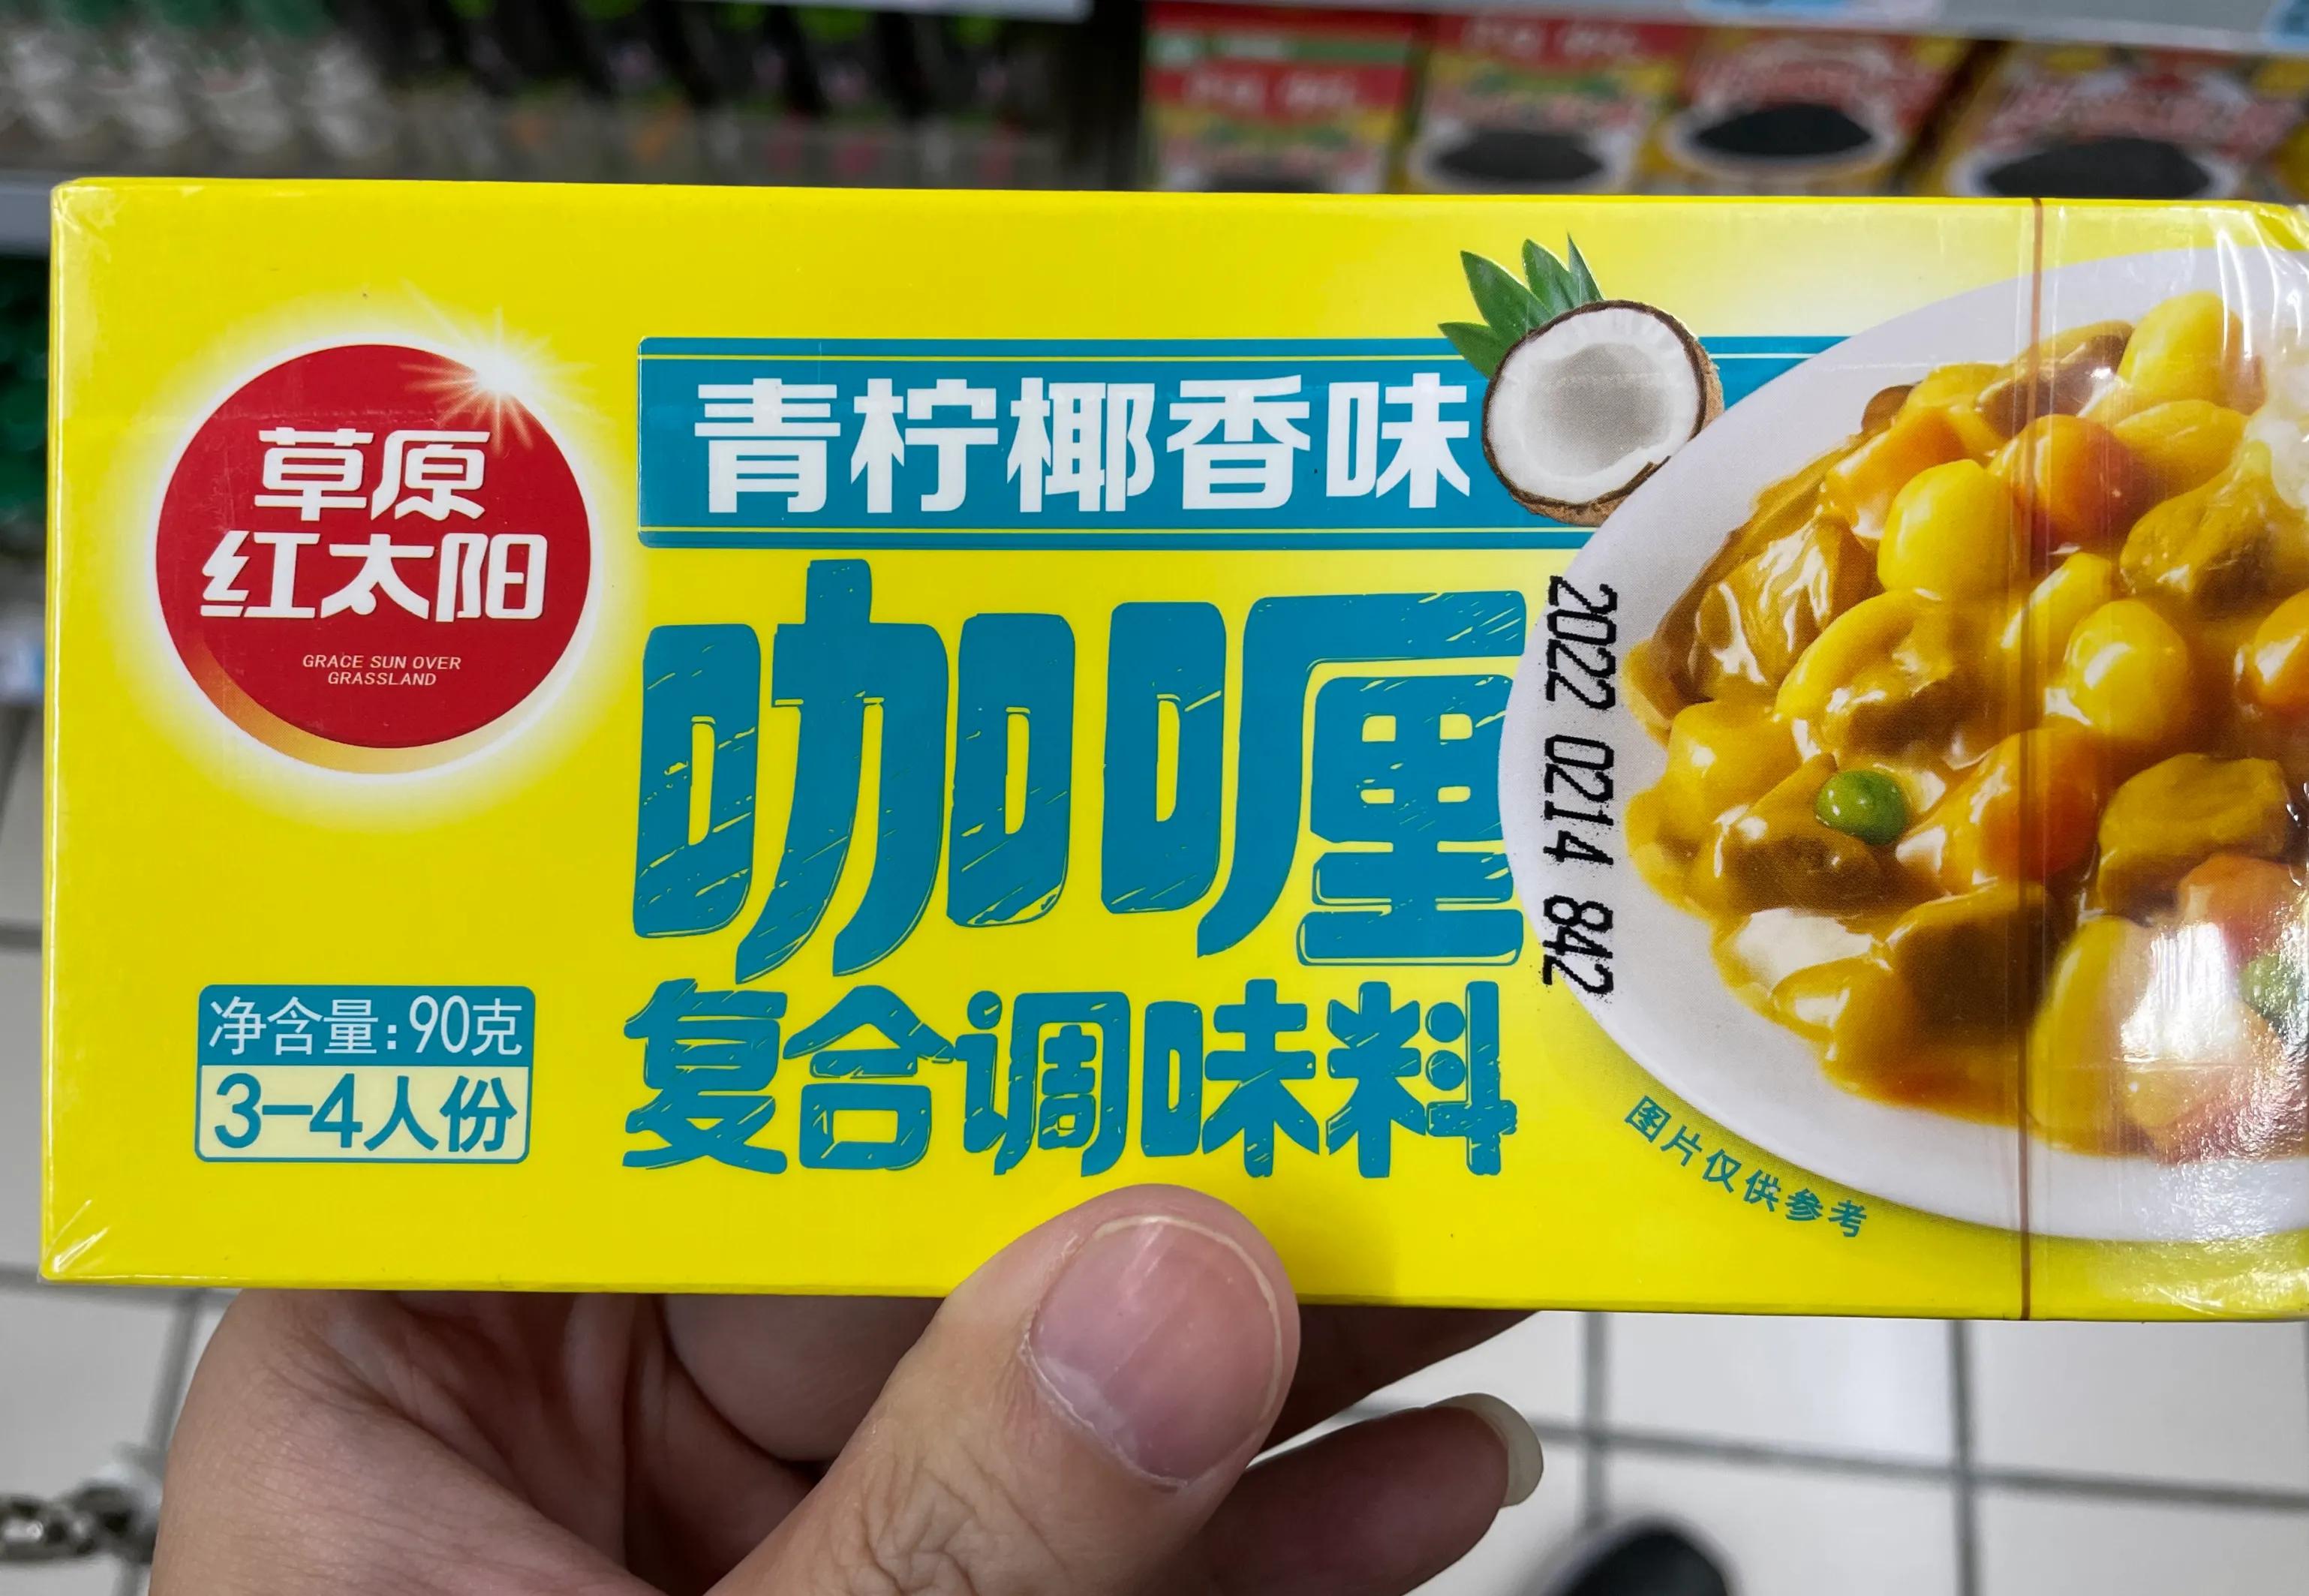 草原
红太阳
GRACE SUN OVER
GRASSLAND
青柠椰香味
咖喱
复合调味料
净含量:90克
3-4人份
2022 0214 842
图片仅供参考